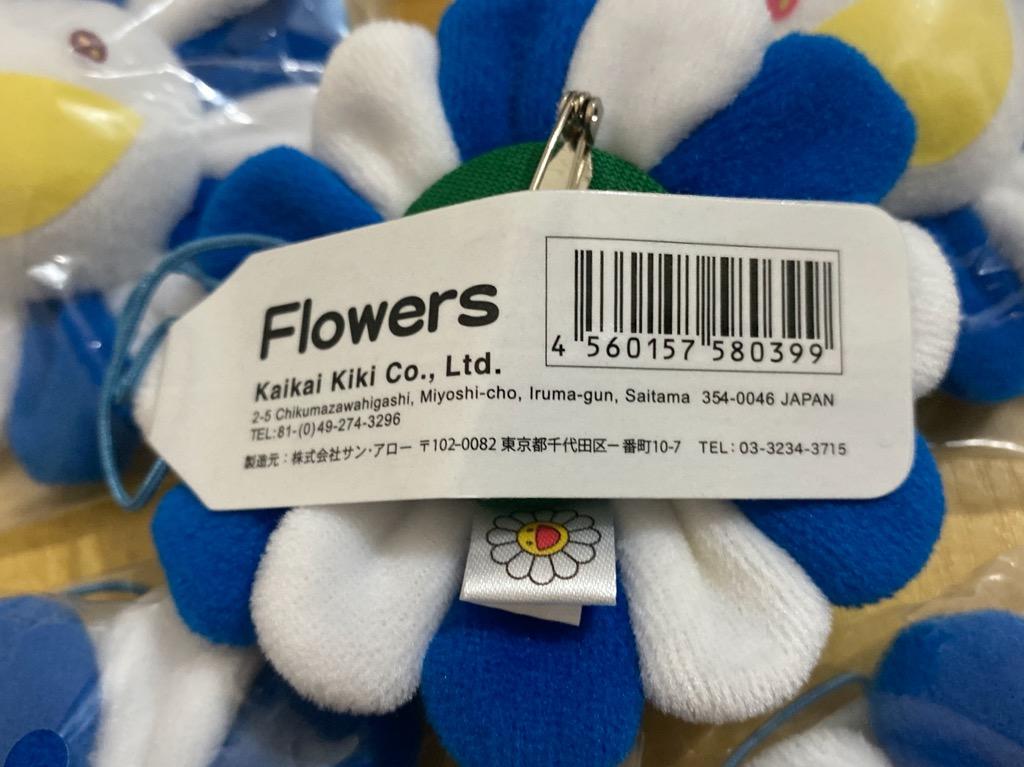 Flowers
Kaikai Kiki Co., Ltd.
2-5 Chikumazawahigashi, Miyoshi-cho, Iruma-gun, Saitama 354-0046 JAPAN
TEL:81-(0)49-274-3296
製造元：株式会社サン・アロー 〒102-0082 東京都千代田区一番町10-7 TEL：03-3234-3715
4 560157 580399